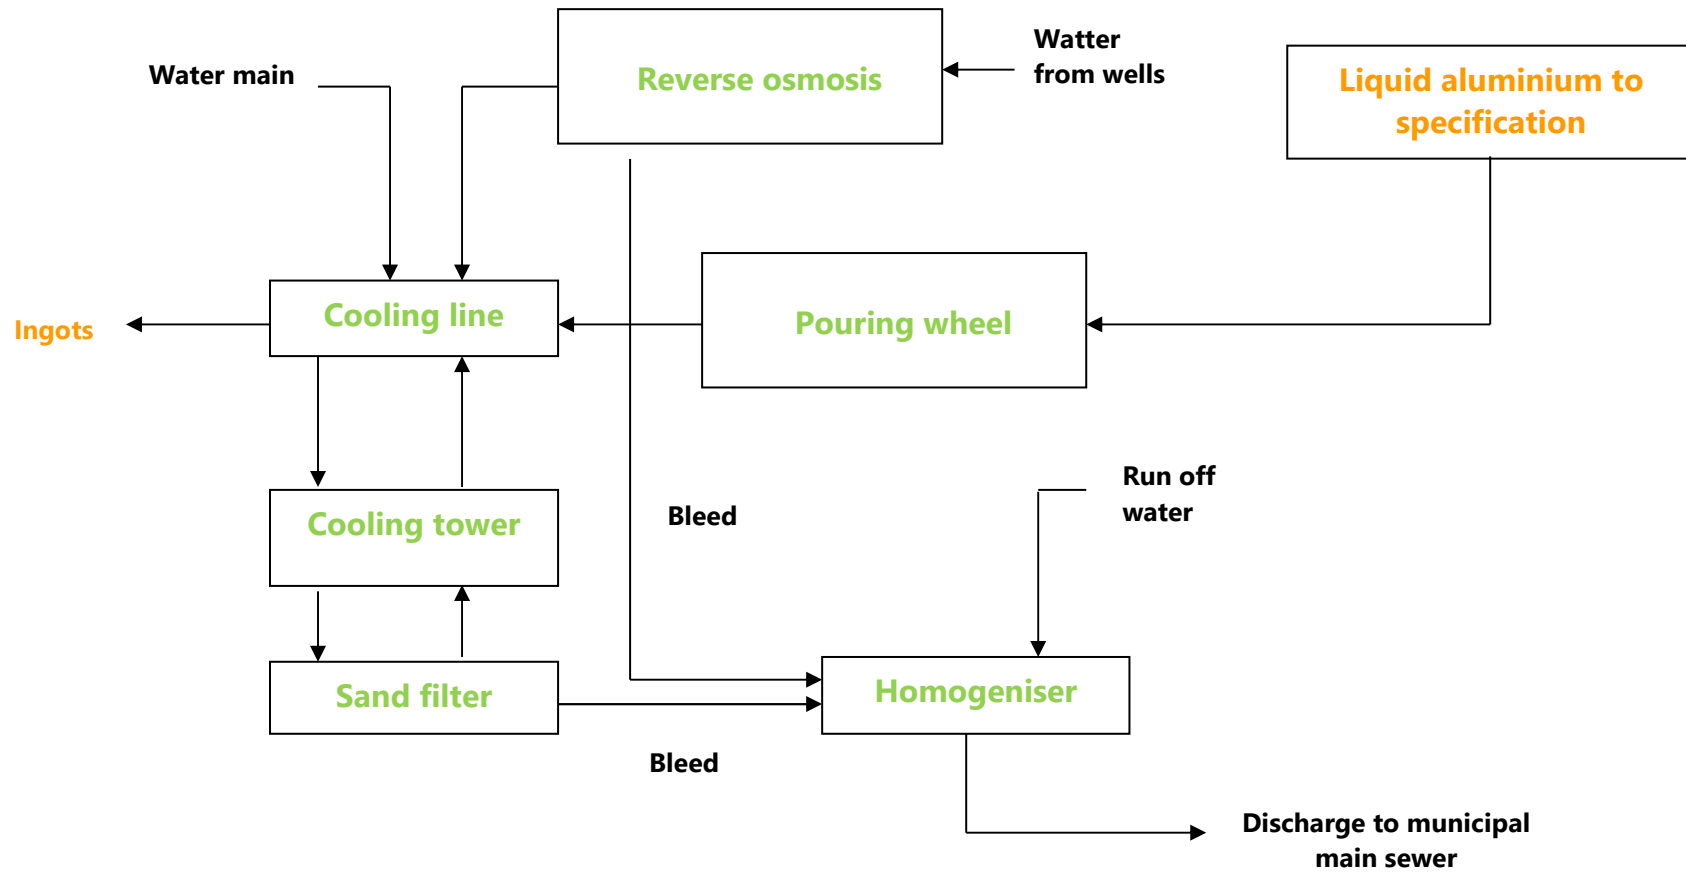 Water main
Reverse osmosis
Watter
from wells
Liquid aluminium to
specification
Ingots
Cooling line
Pouring wheel
Cooling tower
Bleed
Run off
water
Sand filter
Homogeniser
Bleed
Discharge to municipal
main sewer